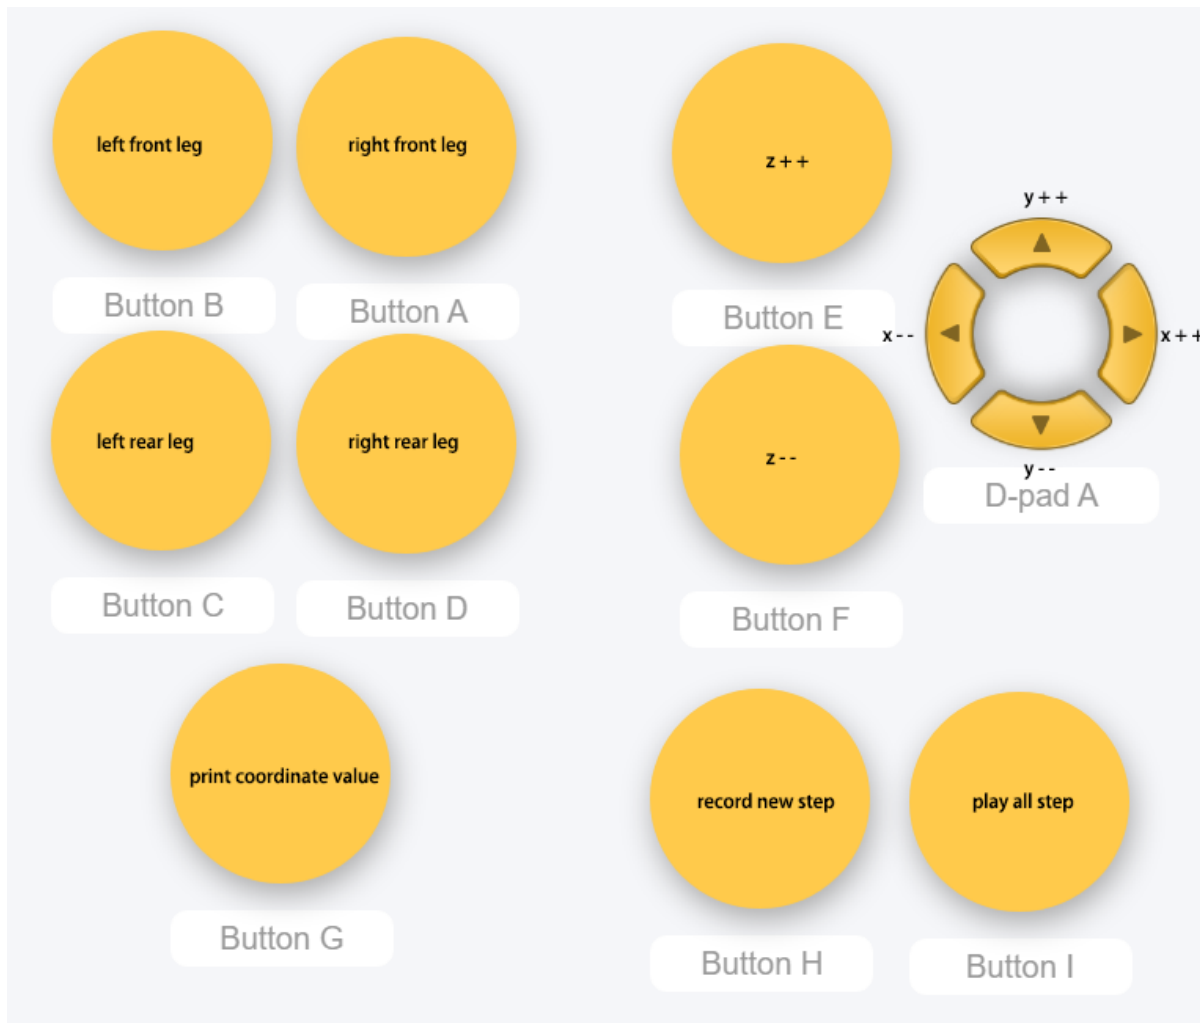 left front leg
right front leg
z++
y++
Button B
Button A
Button E
x--
x++
left rear leg
right rear leg
z--
y--
D-pad A
Button C
Button D
Button F
print coordinate value
record new step
play all step
Button G
Button H
Button I